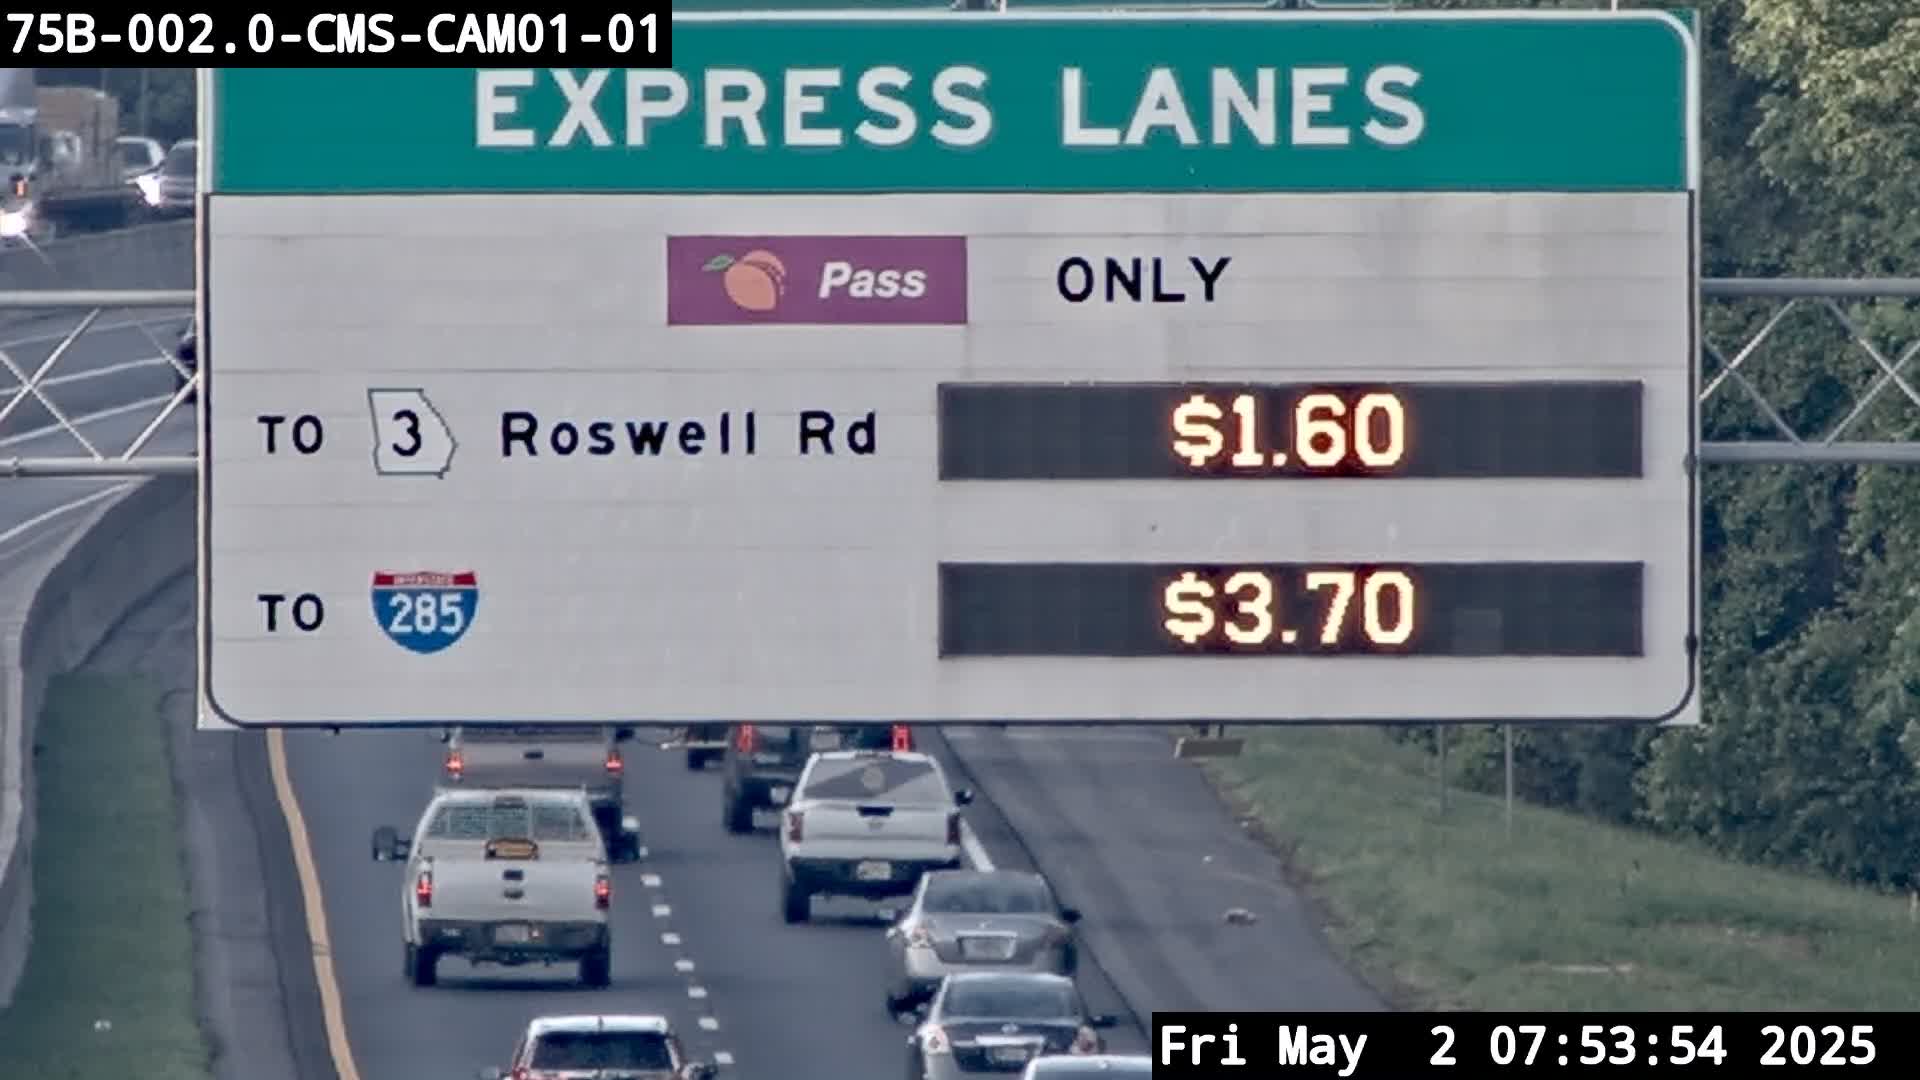 75B-002.0-CMS-CAM01-01
EXPRESS LANES
Pass ONLY
TO 3 Roswell Rd $1.60
INTERSTATE
TO 285 $3.70
Fri May 2 07:53:54 2025